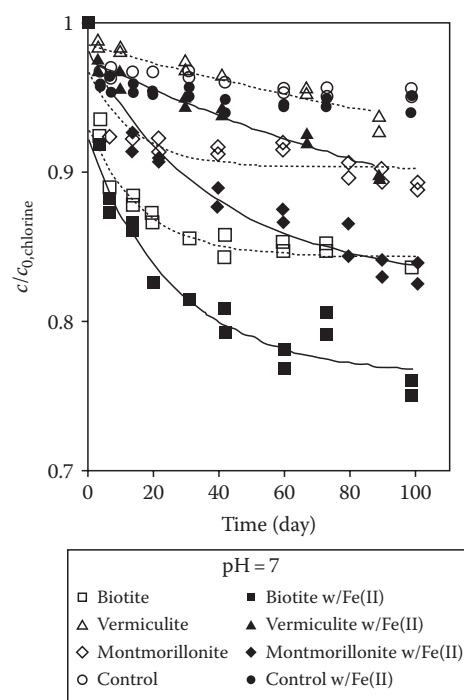 1
0.9
0.8
0.7
c/c0,chlorine
0 20 40 60 80 100
Time (day)
pH = 7
Biotite Biotite w/Fe(II)
Vermiculite Vermiculite w/Fe(II)
Montmorillonite Montmorillonite w/Fe(II)
Control Control w/Fe(II)